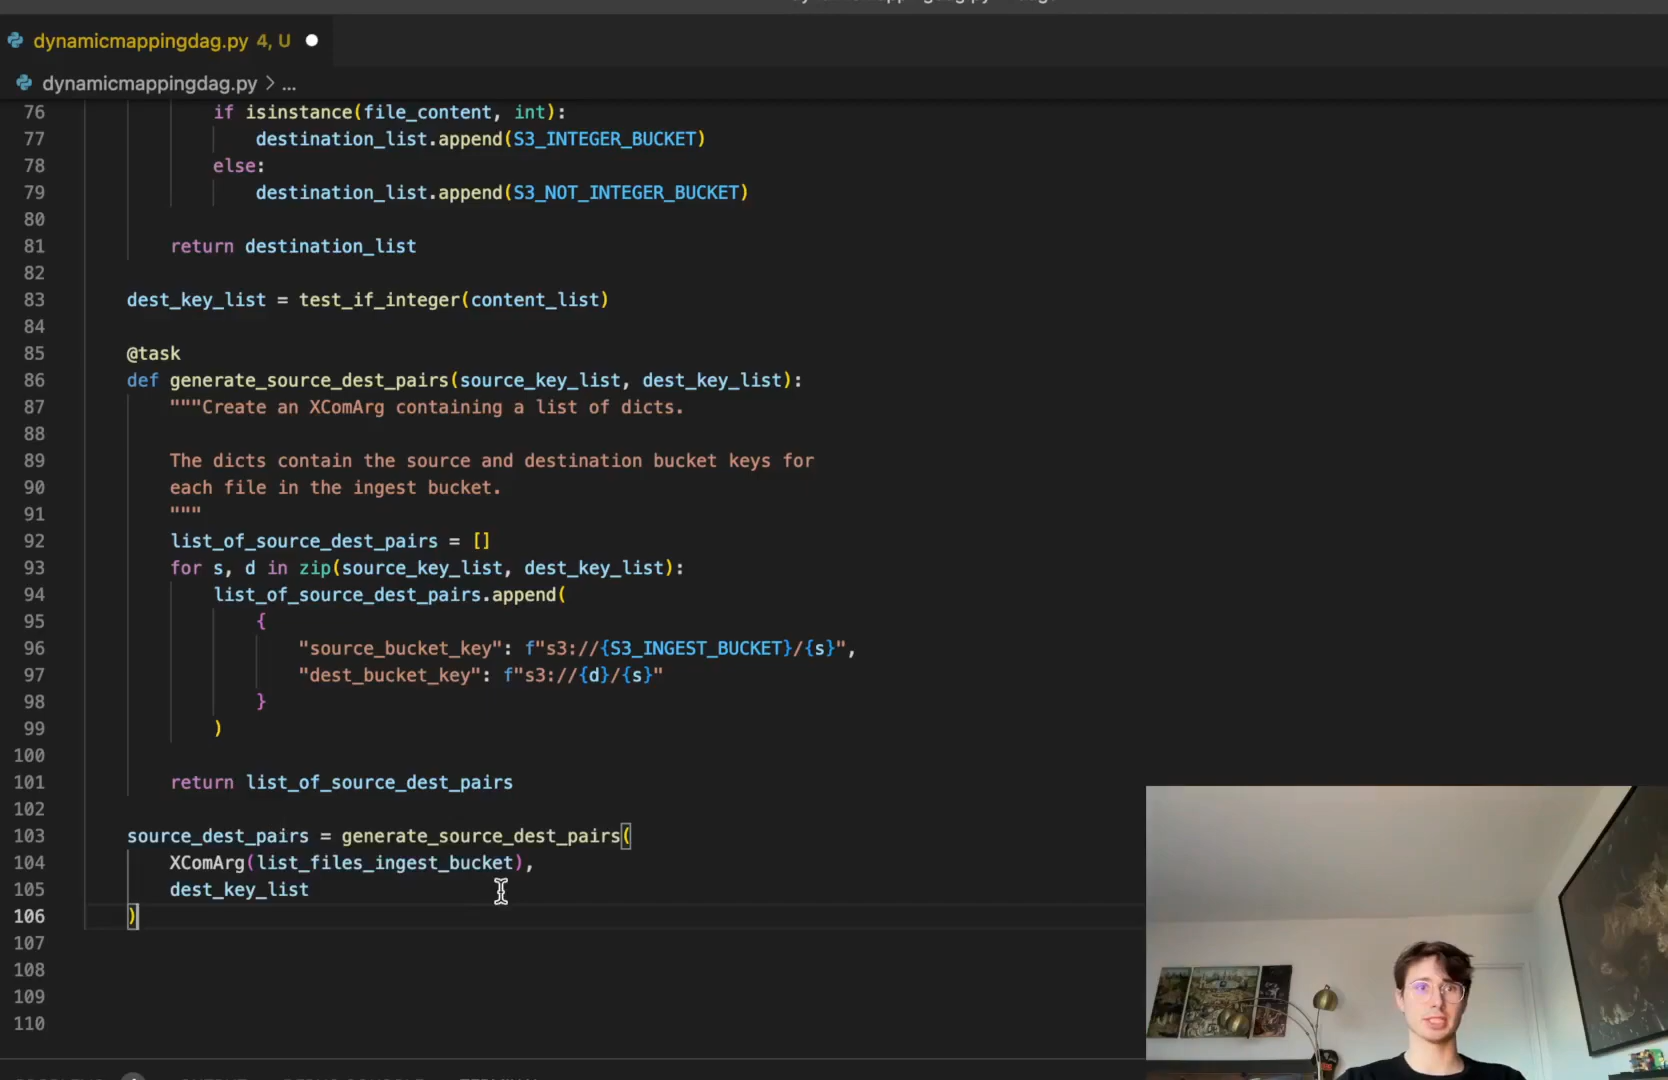 dynamicmappingdag.py 4, U
dynamicmappingdag.py > ...
76 if isinstance(file_content, int):
77 destination_list.append(S3_INTEGER_BUCKET)
78 else:
79 destination_list.append(S3_NOT_INTEGER_BUCKET)
80
81 return destination_list
82
83 dest_key_list = test_if_integer(content_list)
84
85 @task
86 def generate_source_dest_pairs(source_key_list, dest_key_list):
87 """Create an XComArg containing a list of dicts.
88
89 The dicts contain the source and destination bucket keys for
90 each file in the ingest bucket.
91 """
92 list_of_source_dest_pairs = []
93 for s, d in zip(source_key_list, dest_key_list):
94 list_of_source_dest_pairs.append(
95 {
96 "source_bucket_key": f"s3://{S3_INGEST_BUCKET}/{s}",
97 "dest_bucket_key": f"s3://{d}/{s}"
98 }
99 )
100
101 return list_of_source_dest_pairs
102
103 source_dest_pairs = generate_source_dest_pairs(
104 XComArg(list_files_ingest_bucket),
105 dest_key_list
106 )
107
108
109
110